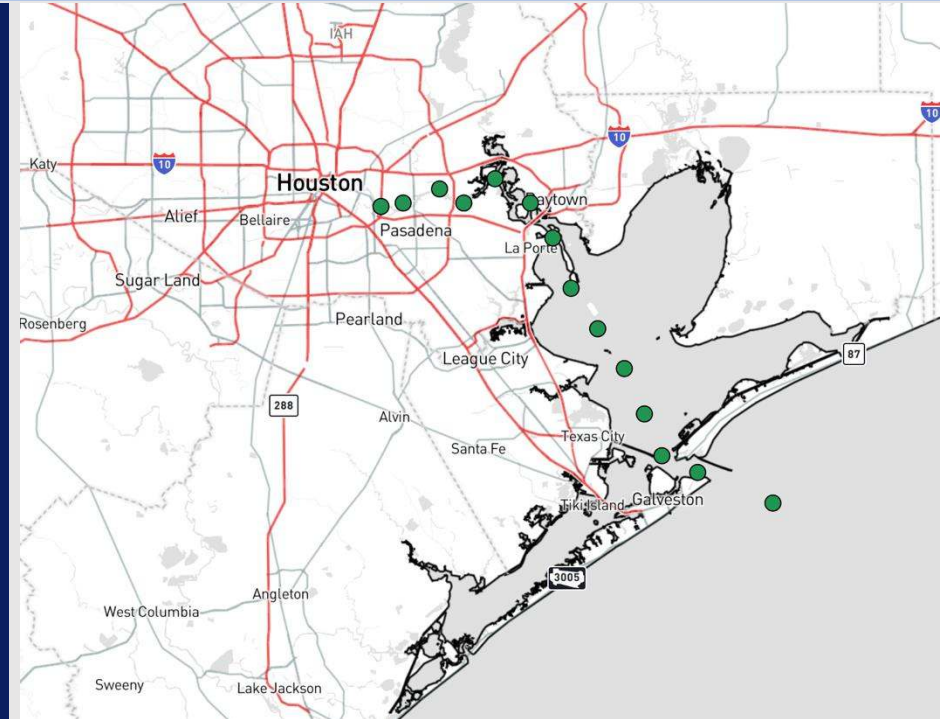 IAH
10
10
10
Katy
Houston
Alief
Bellaire
Pasadena
aytown
La Porte
Sugar Land
Rosenberg
Pearland
League City
87
288
Alvin
Texas City
Santa Fe
Tiki Island
Galveston
3005
Angleton
West Columbia
Sweeny
Lake Jackson